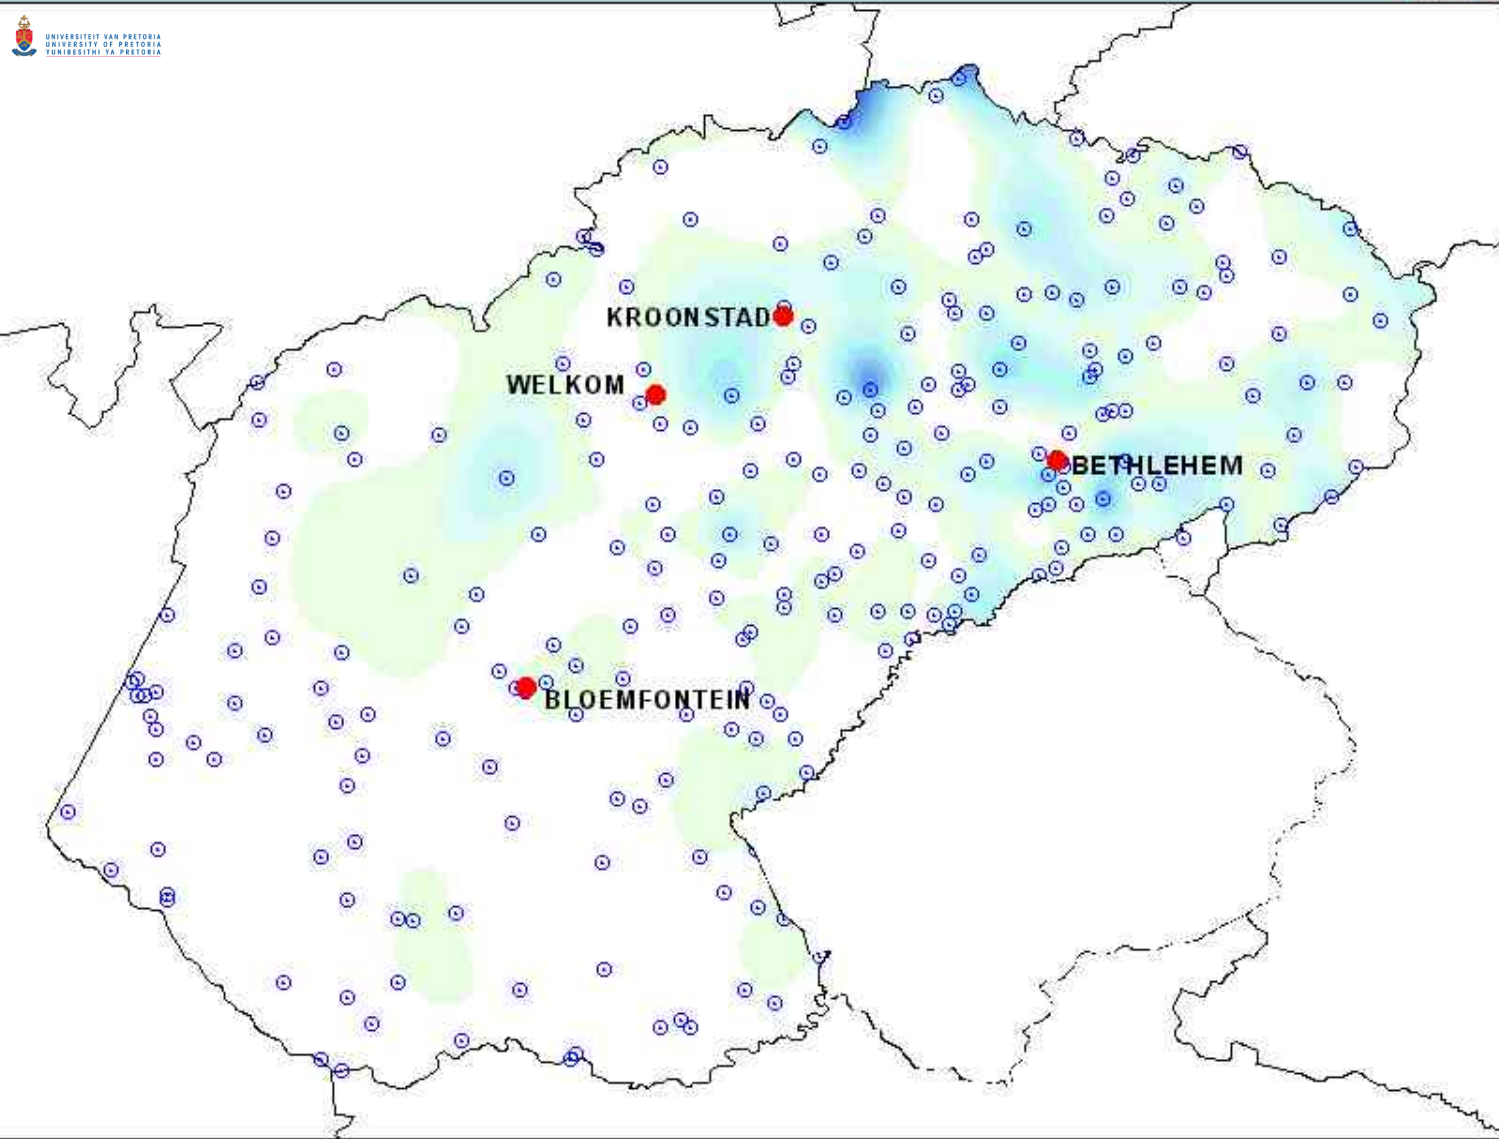 UNIVERSITEIT VAN PRETORIA
UNIVERSITY OF PRETORIA
YUNIBESITHI YA PRETORIA
KROONSTAD
WELKOM
BETHLEHEM
BLOEMFONTEIN